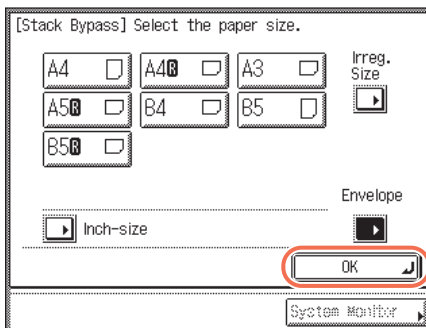 [Stack Bypass] Select the paper size.
A4 A4R A3
Irreg.
Size
A5R B4 B5
B5R
Envelope
Inch-size
OK
System Monitor